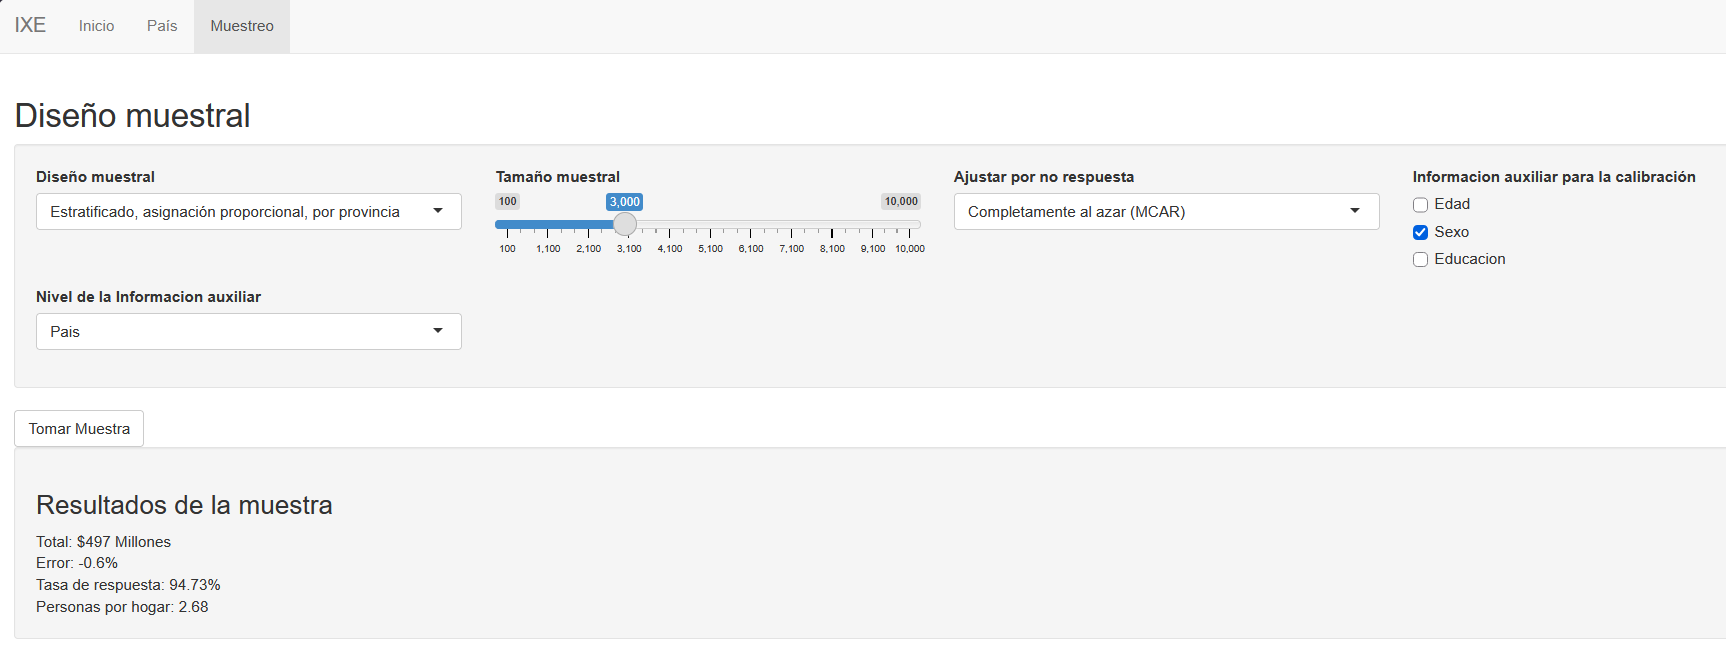 IXE Inicio País Muestreo
Diseño muestral
Diseño muestral
Estratificado, asignación proporcional, por provincia
Tamaño muestral
100 3,000 10,000
100 1,100 2,100 3,100 4,100 5,100 6,100 7,100 8,100 9,100 10,000
Ajustar por no respuesta
Completamente al azar (MCAR)
Informacion auxiliar para la calibración
Edad
Sexo
Educacion
Nivel de la Informacion auxiliar
Pais
Tomar Muestra
Resultados de la muestra
Total: $497 Millones
Error: -0.6%
Tasa de respuesta: 94.73%
Personas por hogar: 2.68